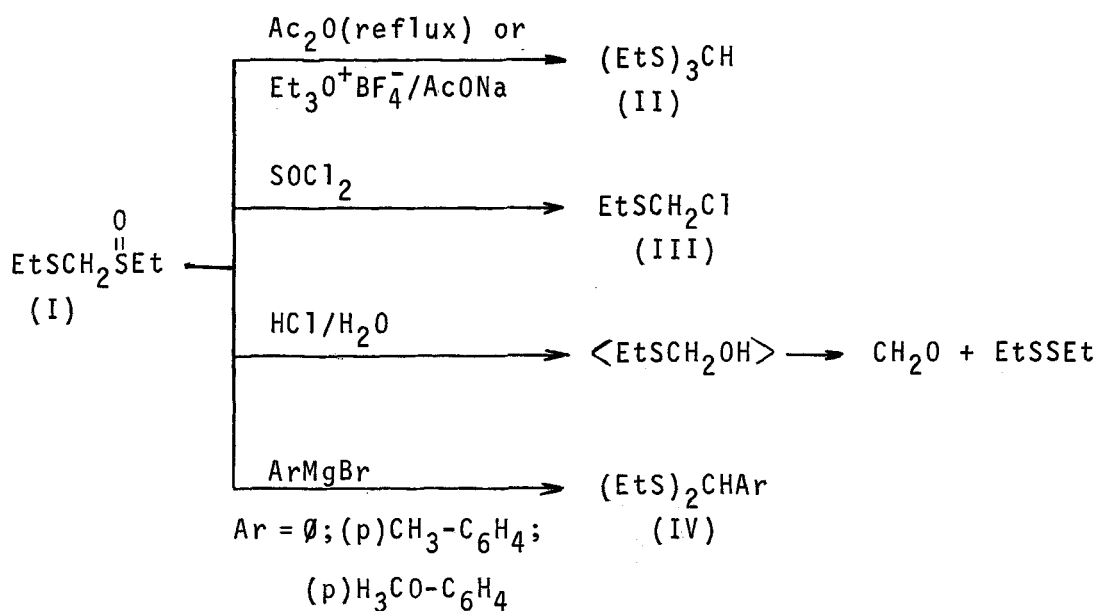 Ac₂O(reflux) or
Et₃O⁺BF₄⁻/AcONa
(EtS)₃CH
(II)
SOCl₂
EtSCH₂Cl
(III)
O
EtSCH₂SEt
(I)
HCl/H₂O
<EtSCH₂OH> → CH₂O + EtSSEt
ArMgBr
(EtS)₂CHAr
(IV)
Ar = Ø;(p)CH₃-C₆H₄;
(p)H₃CO-C₆H₄